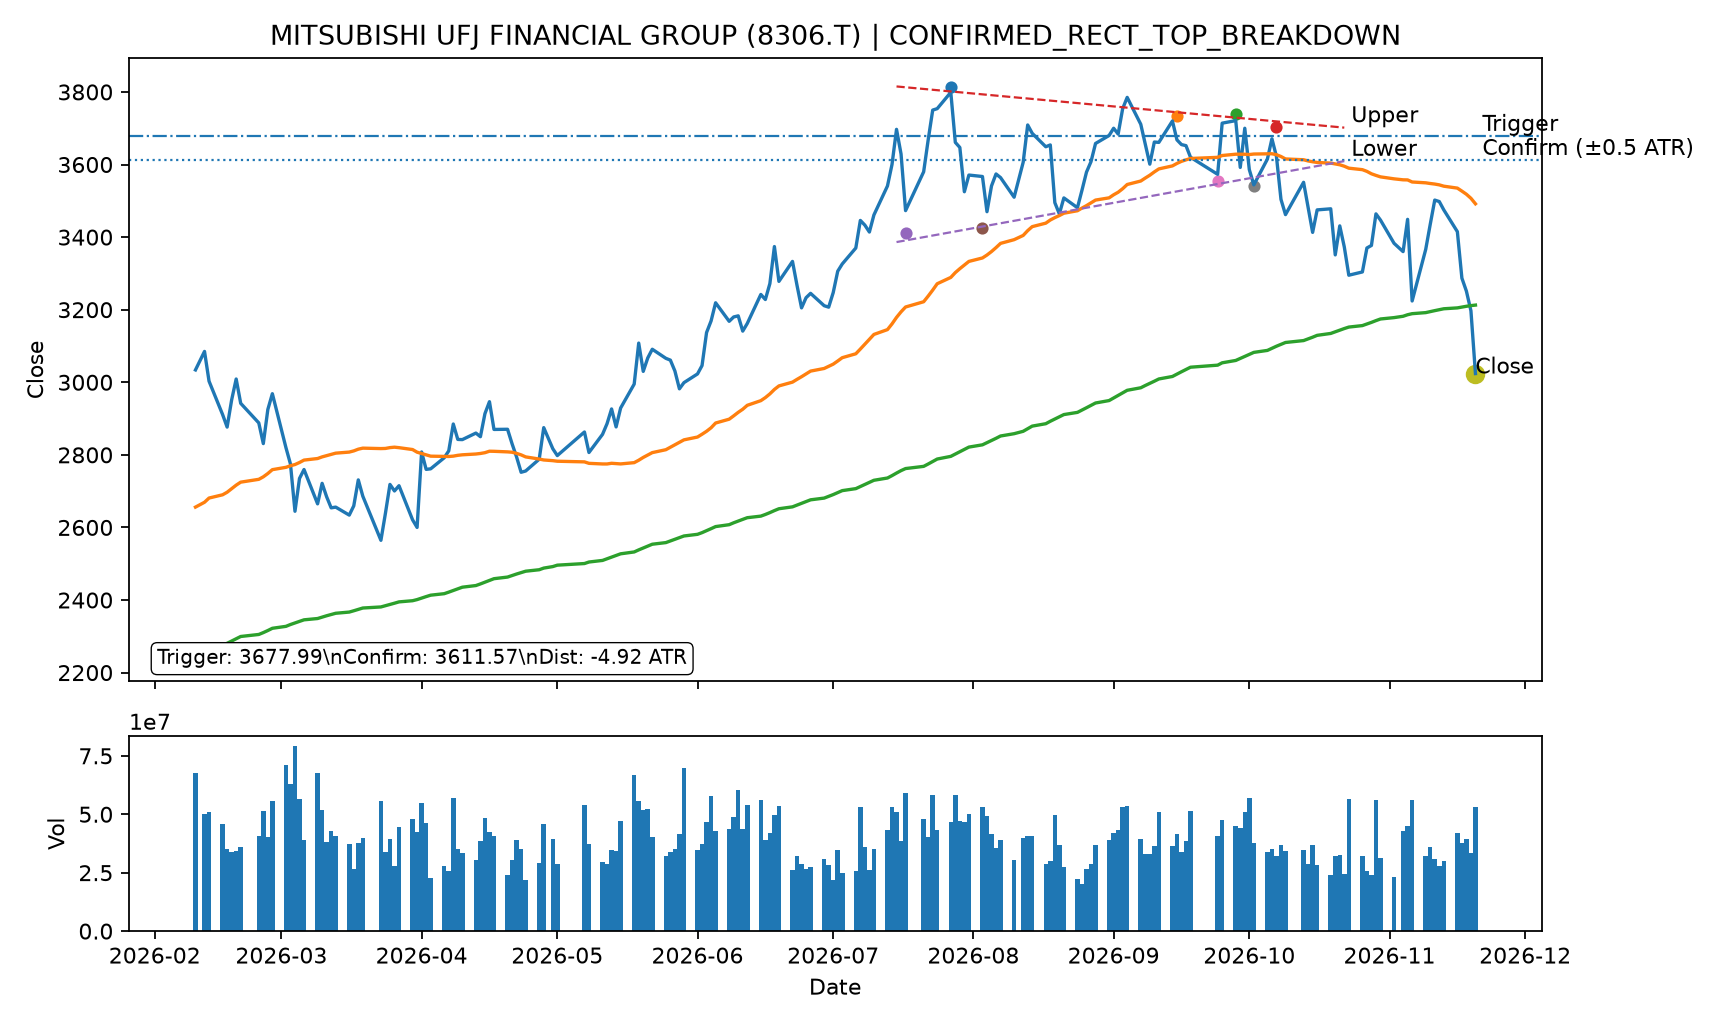 MITSUBISHI UFJ FINANCIAL GROUP (8306.T) | CONFIRMED_RECT_TOP_BREAKDOWN
Close
3800
3600
3400
3200
3000
2800
2600
2400
2200
Upper
Lower
Trigger
Confirm (±0.5 ATR)
Close
Trigger: 3677.99\nConfirm: 3611.57\nDist: -4.92 ATR
1e7
Vol
7.5
5.0
2.5
0.0
2026-02 2026-03 2026-04 2026-05 2026-06 2026-07 2026-08 2026-09 2026-10 2026-11 2026-12
Date